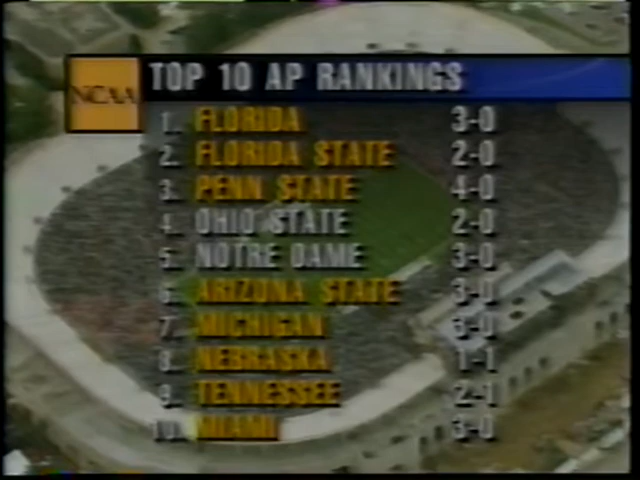 NCAA
TOP 10 AP RANKINGS
1. FLORIDA 3-0
2. FLORIDA STATE 2-0
3. PENN STATE 4-0
4. OHIO STATE 2-0
5. NOTRE DAME 3-0
6. ARIZONA STATE 3-0
7. MICHIGAN 3-0
8. NEBRASKA 1-1
9. TENNESSEE 2-1
10. MIAMI 3-0